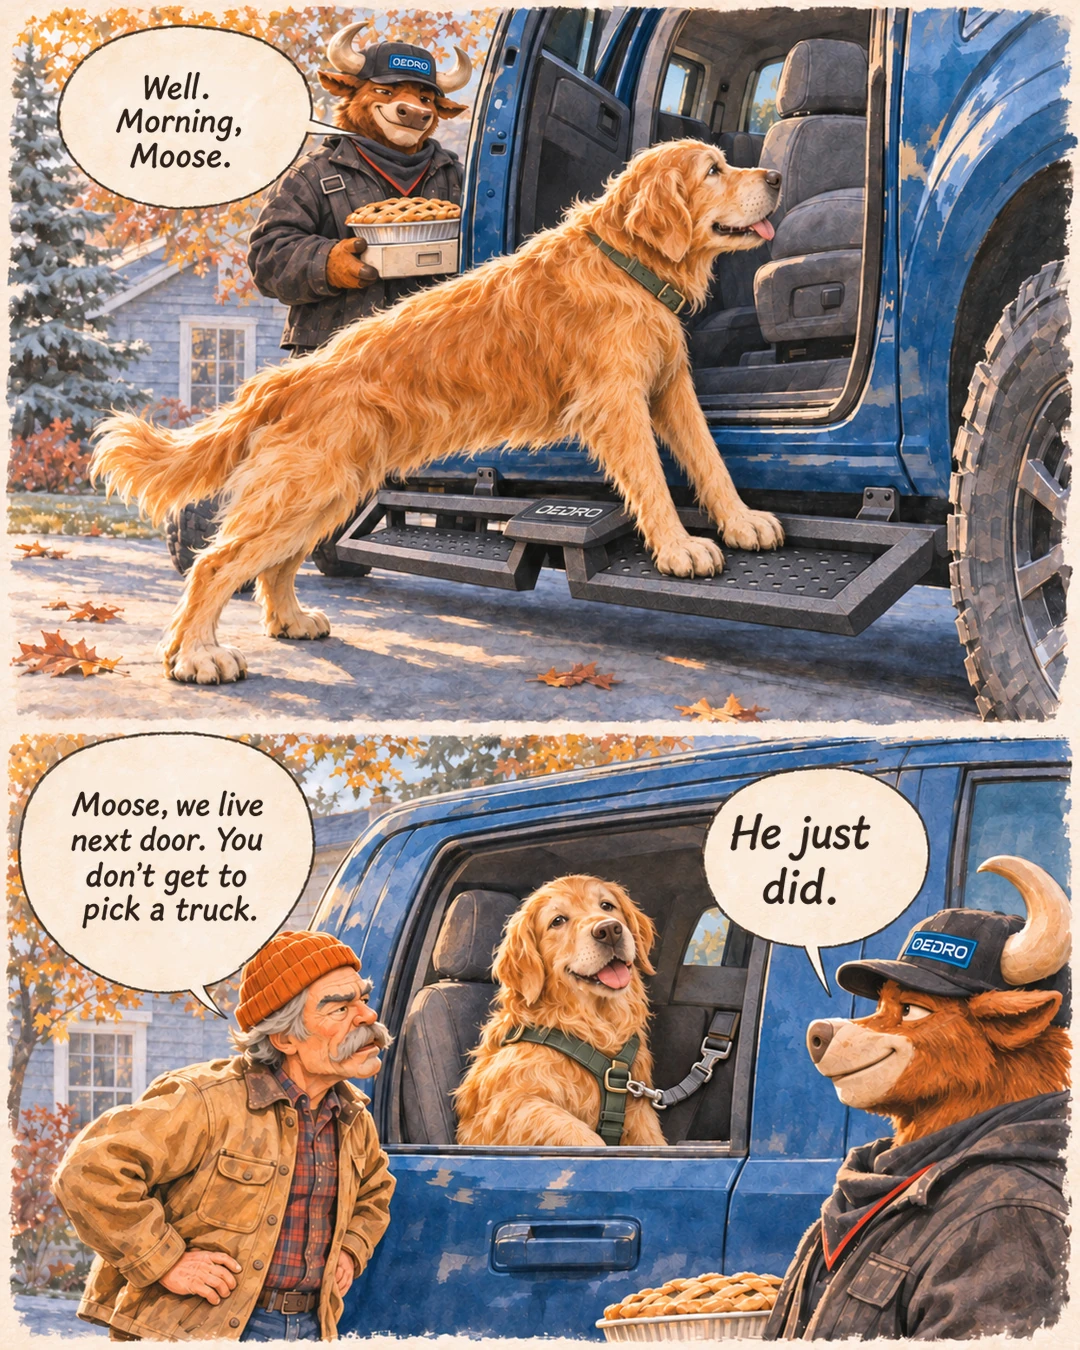 OEDRO
Well.
Morning,
Moose.
OEDRO
Moose, we live
next door. You
don't get to
pick a truck.
He just
did.
OEDRO